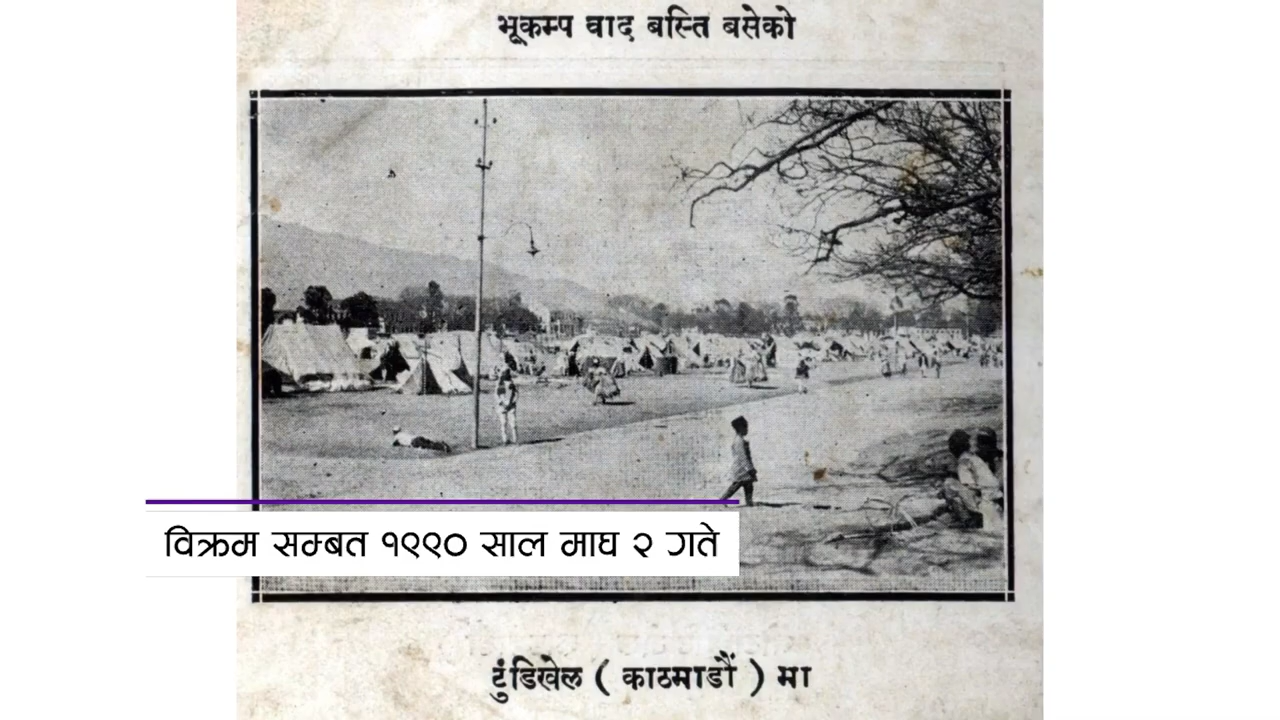 भूकम्प वाद बस्ति बसेको
विक्रम सम्बत १९९० साल माघ २ गते
टुंडिखेल ( काठमाडौं ) मा